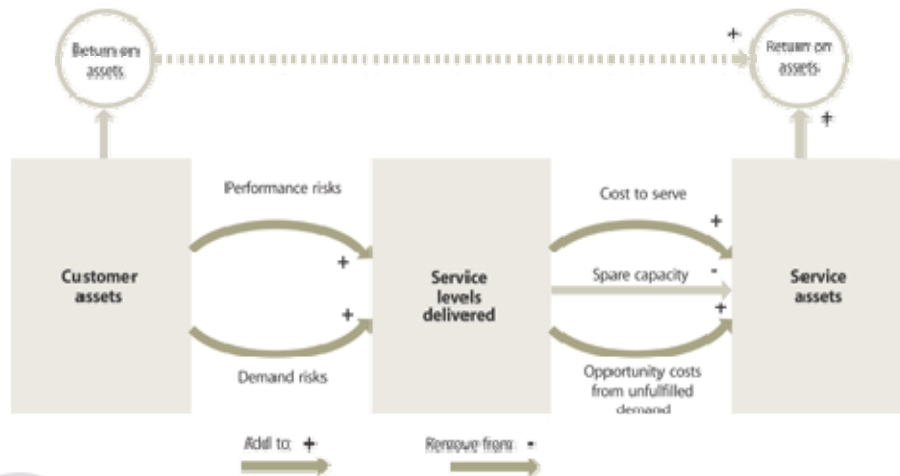 Return on
assets
+
Return on
assets
+
Performance risks
Cost to serve
+
+
Customer
assets
Service
levels
delivered
Spare capacity -
Service
assets
+
+
Demand risks
Opportunity costs
from unfulfilled
demand
Add to: +
Remove from: -